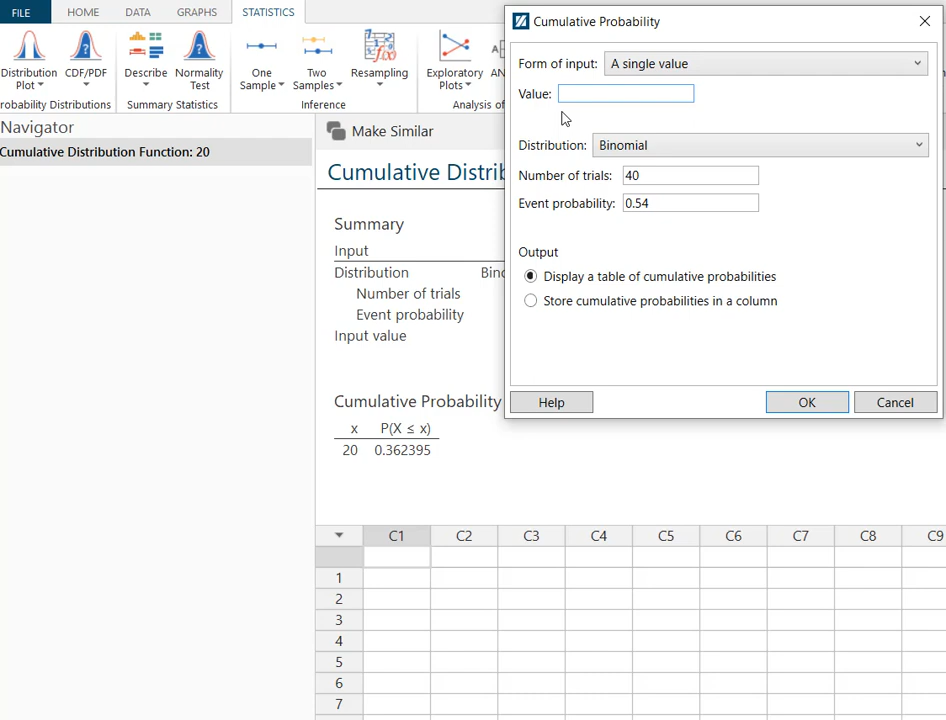 FILE HOME DATA GRAPHS STATISTICS
Distribution Plot CDF/PDF Describe Normality Test One Sample Two Samples Resampling Exploratory Plots AN
robability Distributions Summary Statistics Inference Analysis of
Navigator
Cumulative Distribution Function: 20
Make Similar
Cumulative Distrib
Summary
Input
Distribution Bino
Number of trials
Event probability
Input value
Cumulative Probability
x P(X ≤ x)
20 0.362395
Cumulative Probability
Form of input: A single value
Value:
Distribution: Binomial
Number of trials: 40
Event probability: 0.54
Output
Display a table of cumulative probabilities
Store cumulative probabilities in a column
Help OK Cancel
C1 C2 C3 C4 C5 C6 C7 C8 C9
1
2
3
4
5
6
7